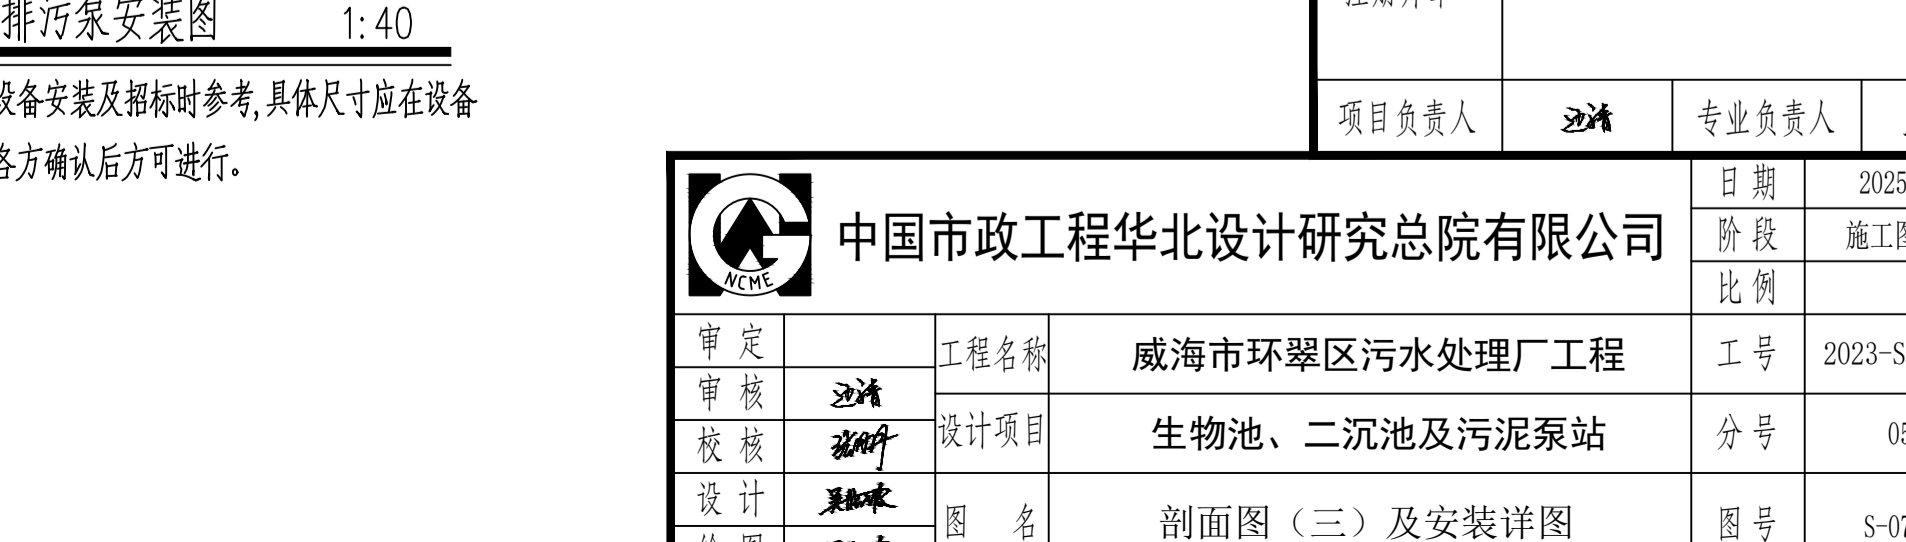 排污泵安装图 1:40
设备安装及招标时参考,具体尺寸应在设备
各方确认后方可进行。
项目负责人 边清 专业负责人
NCME
中国市政工程华北设计研究总院有限公司
日期 2025
阶段 施工图
比例
审定
审核 边清
校核
设计
工程名称 威海市环翠区污水处理厂工程
设计项目 生物池、二沉池及污泥泵站
图名 剖面图（三）及安装详图
工号 2023-S
分号 05
图号 S-07